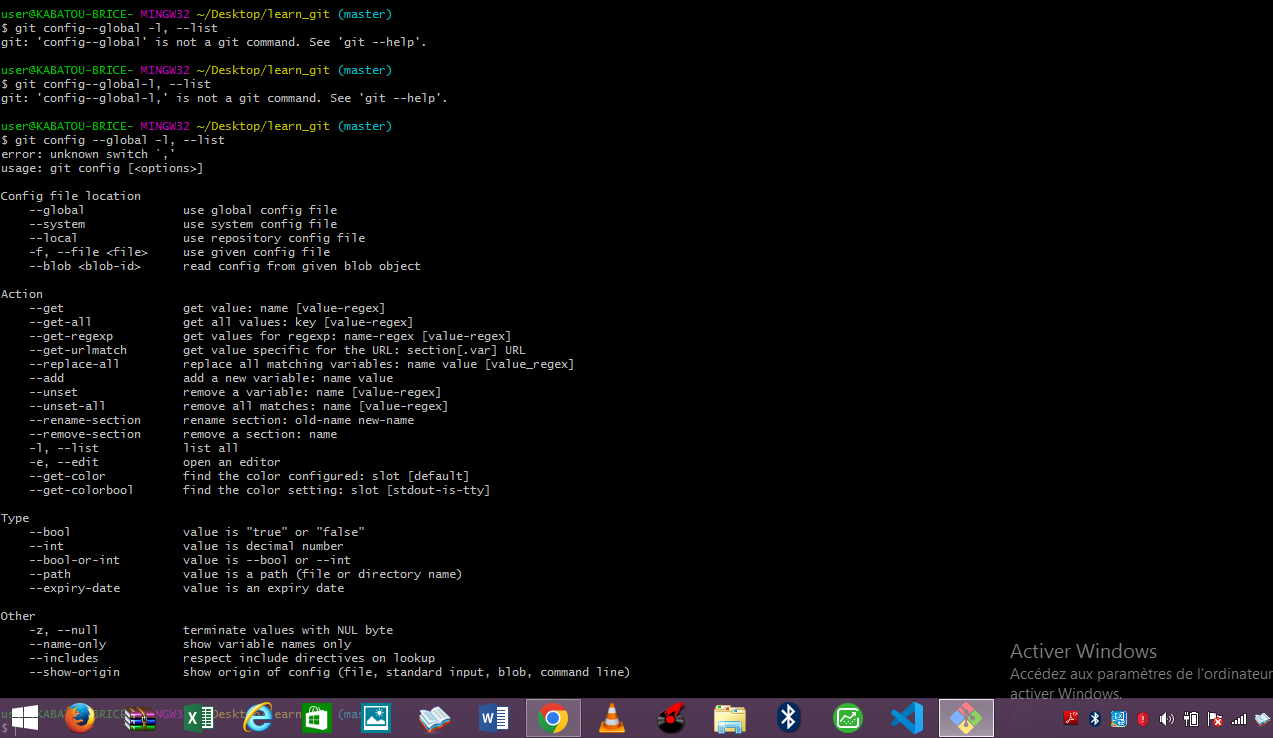 user@KABATOU-BRICE- MINGW32 ~/Desktop/learn_git (master)
$ git config--global -l, --list
git: 'config--global' is not a git command. See 'git --help'.
user@KABATOU-BRICE- MINGW32 ~/Desktop/learn_git (master)
$ git config--global-l, --list
git: 'config--global-l,' is not a git command. See 'git --help'.
user@KABATOU-BRICE- MINGW32 ~/Desktop/learn_git (master)
$ git config --global -l, --list
error: unknown switch `,'
usage: git config [<options>]
Config file location
--global use global config file
--system use system config file
--local use repository config file
-f, --file <file> use given config file
--blob <blob-id> read config from given blob object
Action
--get get value: name [value-regex]
--get-all get all values: key [value-regex]
--get-regexp get values for regexp: name-regex [value-regex]
--get-urlmatch get value specific for the URL: section[.var] URL
--replace-all replace all matching variables: name value [value_regex]
--add add a new variable: name value
--unset remove a variable: name [value-regex]
--unset-all remove all matches: name [value-regex]
--rename-section rename section: old-name new-name
--remove-section remove a section: name
-l, --list list all
-e, --edit open an editor
--get-color find the color configured: slot [default]
--get-colorbool find the color setting: slot [stdout-is-tty]
Type
--bool value is "true" or "false"
--int value is decimal number
--bool-or-int value is --bool or --int
--path value is a path (file or directory name)
--expiry-date value is an expiry date
Other
-z, --null terminate values with NUL byte
--name-only show variable names only
--includes respect include directives on lookup
--show-origin show origin of config (file, standard input, blob, command line)
Activer Windows
Accédez aux paramètres de l'ordinateur
activer Windows.
$